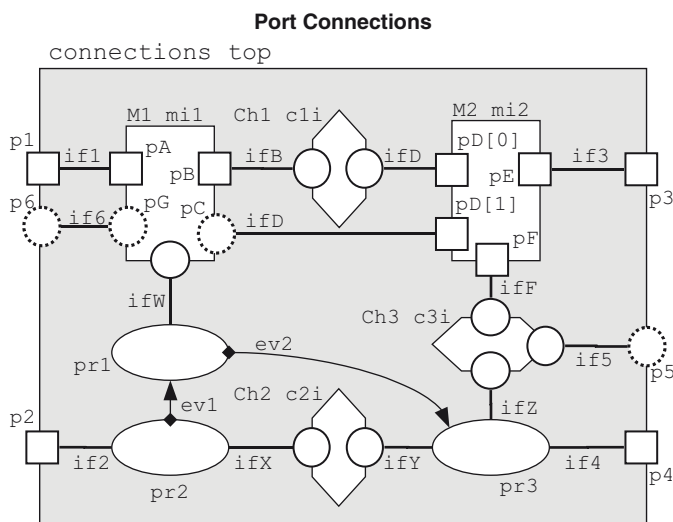 Port Connections
connections top
M1 mi1
Ch1 c1i
M2 mi2
p1
if1
pA
pB
ifB
ifD
pD[0]
pE
if3
p3
p6
if6
pG
pC
ifD
pD[1]
pF
ifW
ifF
Ch3 c3i
pr1
ev2
if5
p5
ev1
Ch2 c2i
ifZ
p2
if2
pr2
ifX
ifY
pr3
if4
p4